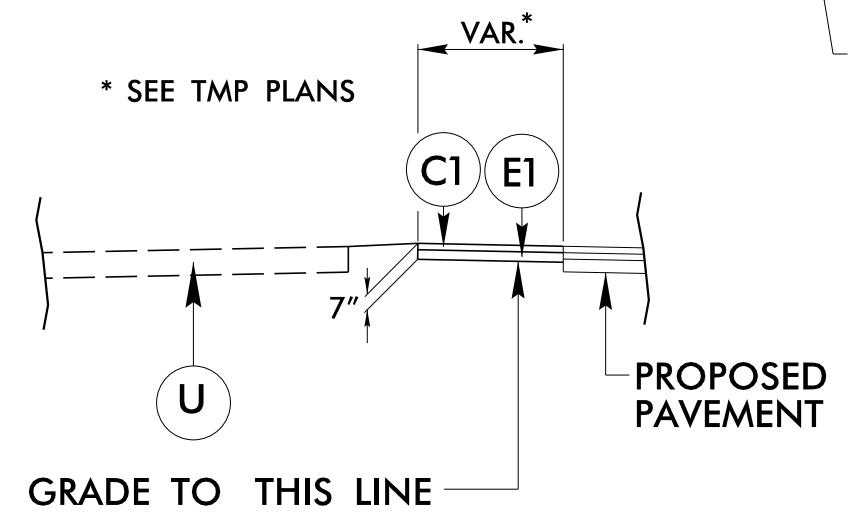 VAR.*
* SEE TMP PLANS
C1
E1
7"
U
PROPOSED
PAVEMENT
GRADE TO THIS LINE